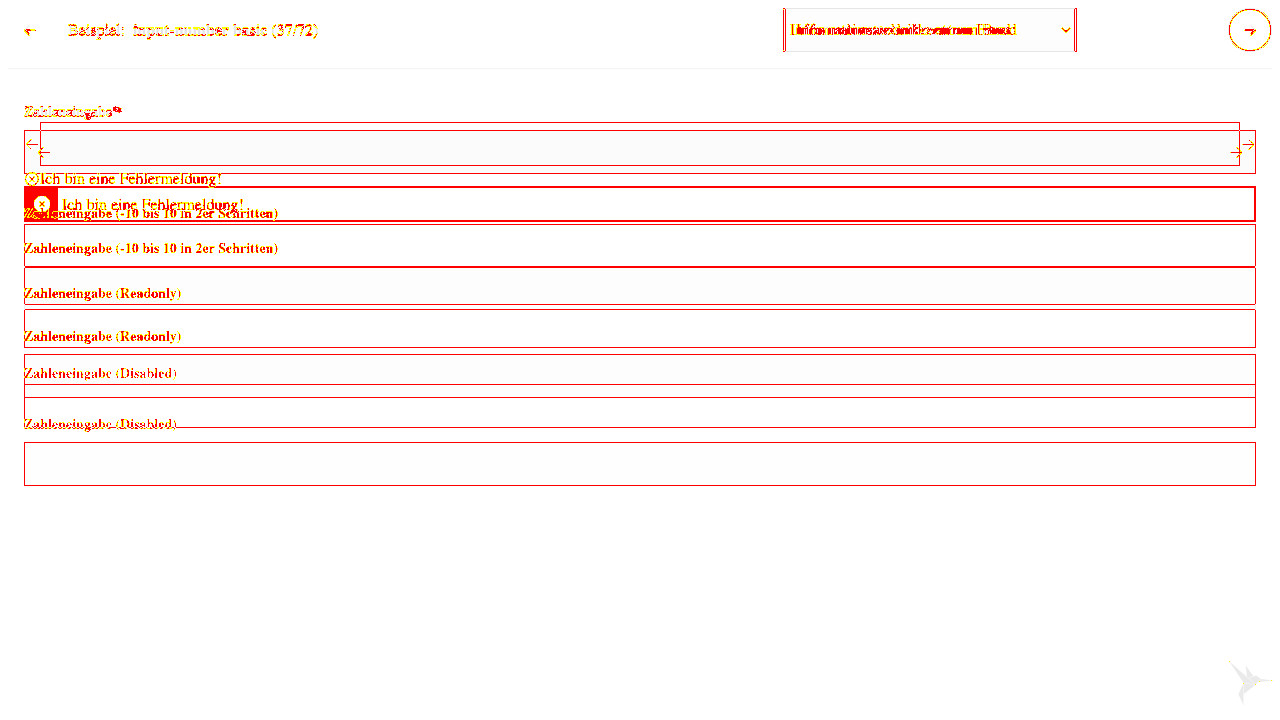 ← Beispiel: input-number basic (37/72) →
Zahleneingabe*
← →
← →
Ich bin eine Fehlermeldung!
Ich bin eine Fehlermeldung!
Zahleneingabe (-10 bis 10 in 2er Schritten)
Zahleneingabe (-10 bis 10 in 2er Schritten)
Zahleneingabe (Readonly)
Zahleneingabe (Readonly)
Zahleneingabe (Disabled)
Zahleneingabe (Disabled)